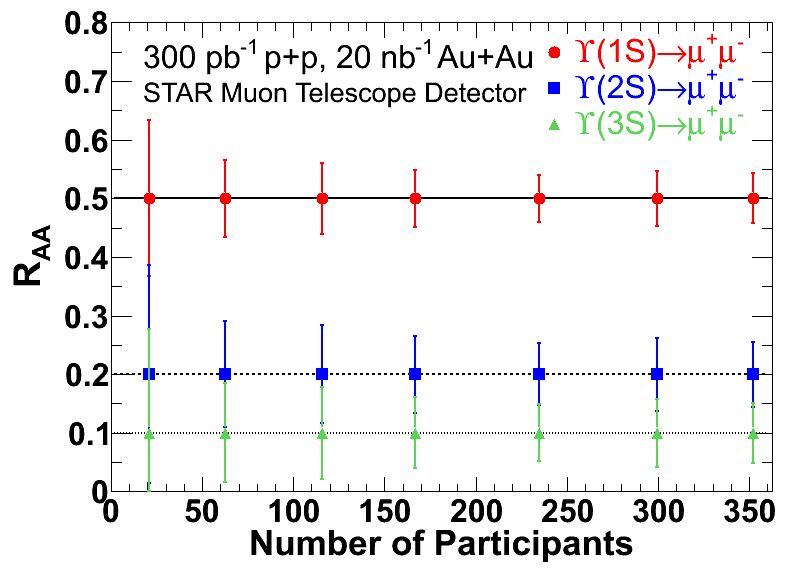 300 pb⁻¹ p+p, 20 nb⁻¹ Au+Au
STAR Muon Telescope Detector
ϒ(1S)→μ⁺μ⁻
ϒ(2S)→μ⁺μ⁻
ϒ(3S)→μ⁺μ⁻
0.8
0.7
0.6
0.5
0.4
0.3
0.2
0.1
0
R_AA
0 50 100 150 200 250 300 350
Number of Participants